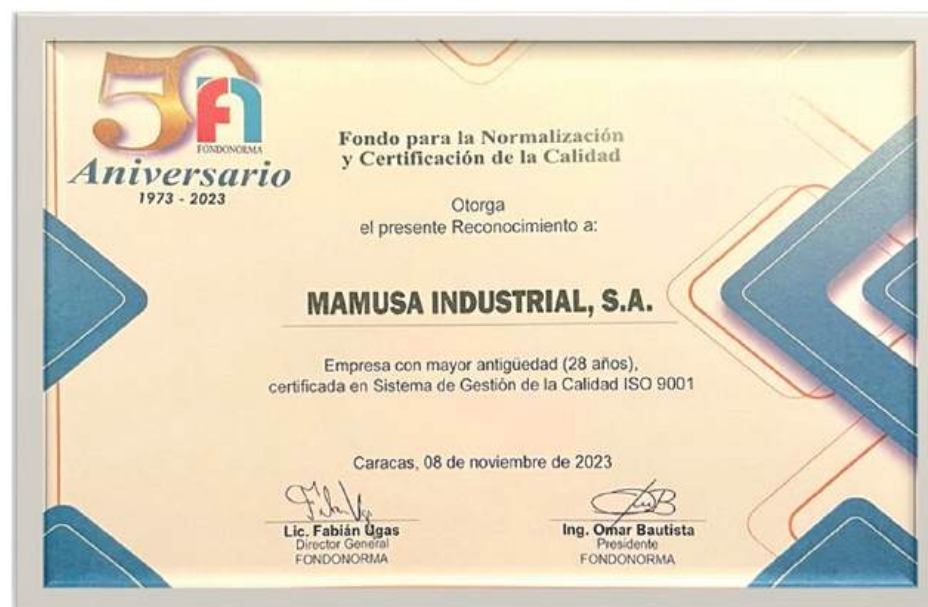 50
FN
FONDONORMA
Aniversario
1973 - 2023
Fondo para la Normalización
y Certificación de la Calidad
Otorga
el presente Reconocimiento a:
MAMUSA INDUSTRIAL, S.A.
Empresa con mayor antigüedad (28 años),
certificada en Sistema de Gestión de la Calidad ISO 9001
Caracas, 08 de noviembre de 2023
Lic. Fabián Ugas
Director General
FONDONORMA
Ing. Omar Bautista
Presidente
FONDONORMA